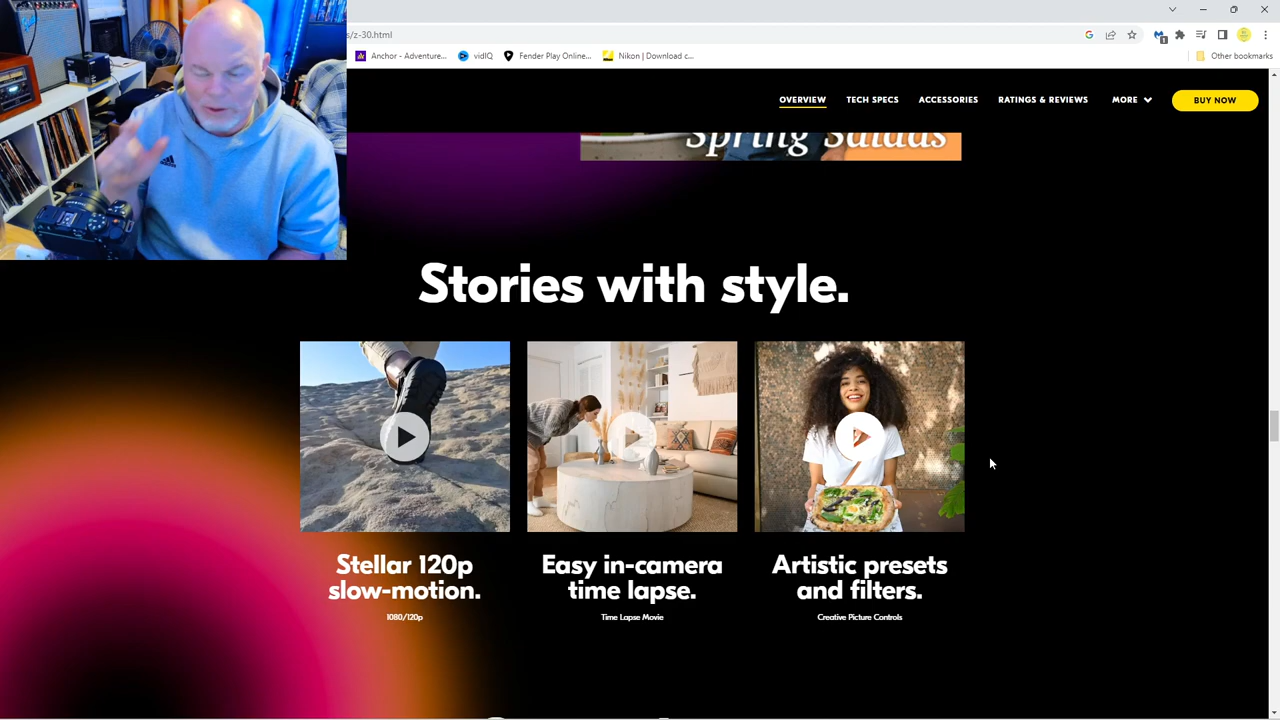 s/z-30.html
Anchor - Adventure... vidIQ Fender Play Online... Nikon | Download c... Other bookmarks
1
OVERVIEW TECH SPECS ACCESSORIES RATINGS & REVIEWS MORE BUY NOW
Spring Salads
Stories with style.
Stellar 120p
slow-motion.
1080/120p
Easy in-camera
time lapse.
Time Lapse Movie
Artistic presets
and filters.
Creative Picture Controls